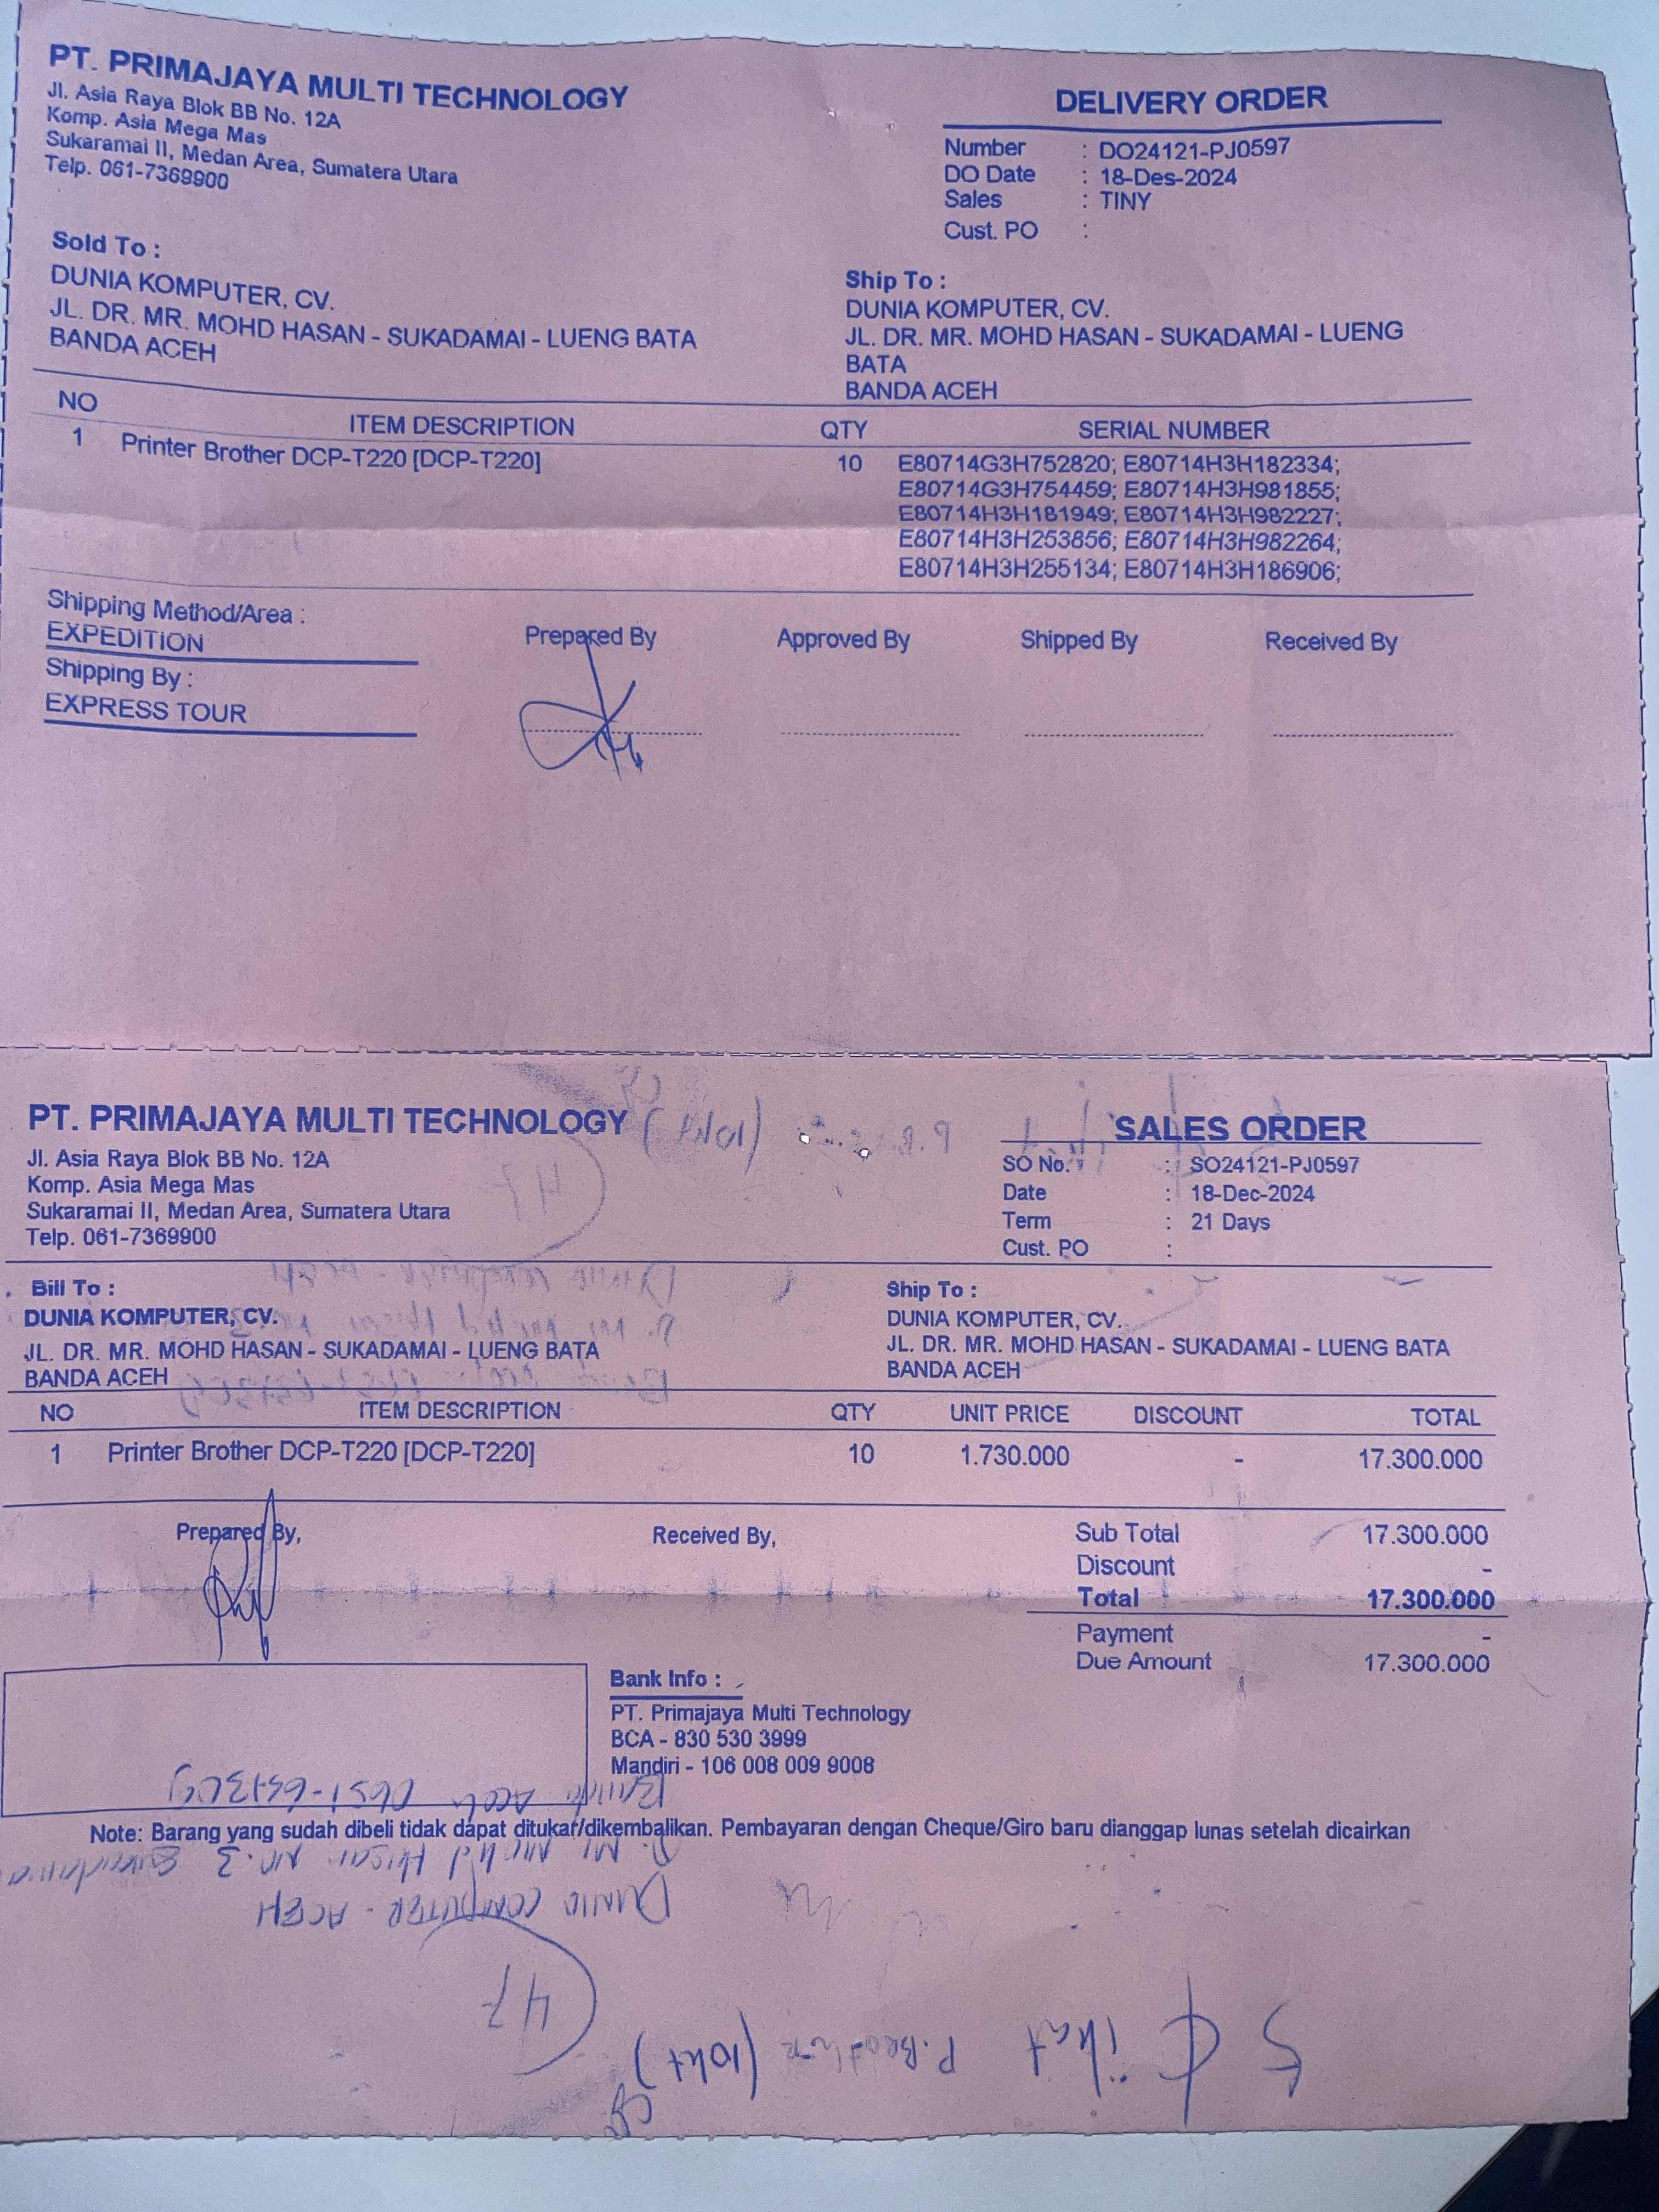 PT. PRIMAJAYA MULTI TECHNOLOGY
Jl. Asia Raya Blok BB No. 12A
Komp. Asia Mega Mas
Sukaramai II, Medan Area, Sumatera Utara
Telp. 061-7369900
DELIVERY ORDER
Number : DO24121-PJ0597
DO Date : 18-Des-2024
Sales : TINY
Cust. PO :
Sold To :
DUNIA KOMPUTER, CV.
JL. DR. MR. MOHD HASAN - SUKADAMAI - LUENG BATA
BANDA ACEH
Ship To :
DUNIA KOMPUTER, CV.
JL. DR. MR. MOHD HASAN - SUKADAMAI - LUENG
BATA
BANDA ACEH
NO ITEM DESCRIPTION QTY SERIAL NUMBER
1 Printer Brother DCP-T220 [DCP-T220] 10 E80714G3H752820; E80714H3H182334;
E80714G3H754459; E80714H3H981855;
E80714H3H181949; E80714H3H982227;
E80714H3H253856; E80714H3H982264;
E80714H3H255134; E80714H3H186906;
Shipping Method/Area :
EXPEDITION
Shipping By :
EXPRESS TOUR
Prepared By Approved By Shipped By Received By
PT. PRIMAJAYA MULTI TECHNOLOGY
Jl. Asia Raya Blok BB No. 12A
Komp. Asia Mega Mas
Sukaramai II, Medan Area, Sumatera Utara
Telp. 061-7369900
SALES ORDER
SO No. : SO24121-PJ0597
Date : 18-Dec-2024
Term : 21 Days
Cust. PO :
Bill To :
DUNIA KOMPUTER, CV.
JL. DR. MR. MOHD HASAN - SUKADAMAI - LUENG BATA
BANDA ACEH
Ship To :
DUNIA KOMPUTER, CV.
JL. DR. MR. MOHD HASAN - SUKADAMAI - LUENG BATA
BANDA ACEH
NO ITEM DESCRIPTION QTY UNIT PRICE DISCOUNT TOTAL
1 Printer Brother DCP-T220 [DCP-T220] 10 1.730.000 - 17.300.000
Prepared By, Received By,
Sub Total 17.300.000
Discount -
Total 17.300.000
Payment -
Due Amount 17.300.000
Bank Info :
PT. Primajaya Multi Technology
BCA - 830 530 3999
Mandiri - 106 008 009 9008
Banda Aceh
Note: Barang yang sudah dibeli tidak dapat ditukar/dikembalikan. Pembayaran dengan Cheque/Giro baru dianggap lunas setelah dicairkan
DUNIA COMPUTER - ACEH
47
5 ikat P. Brother